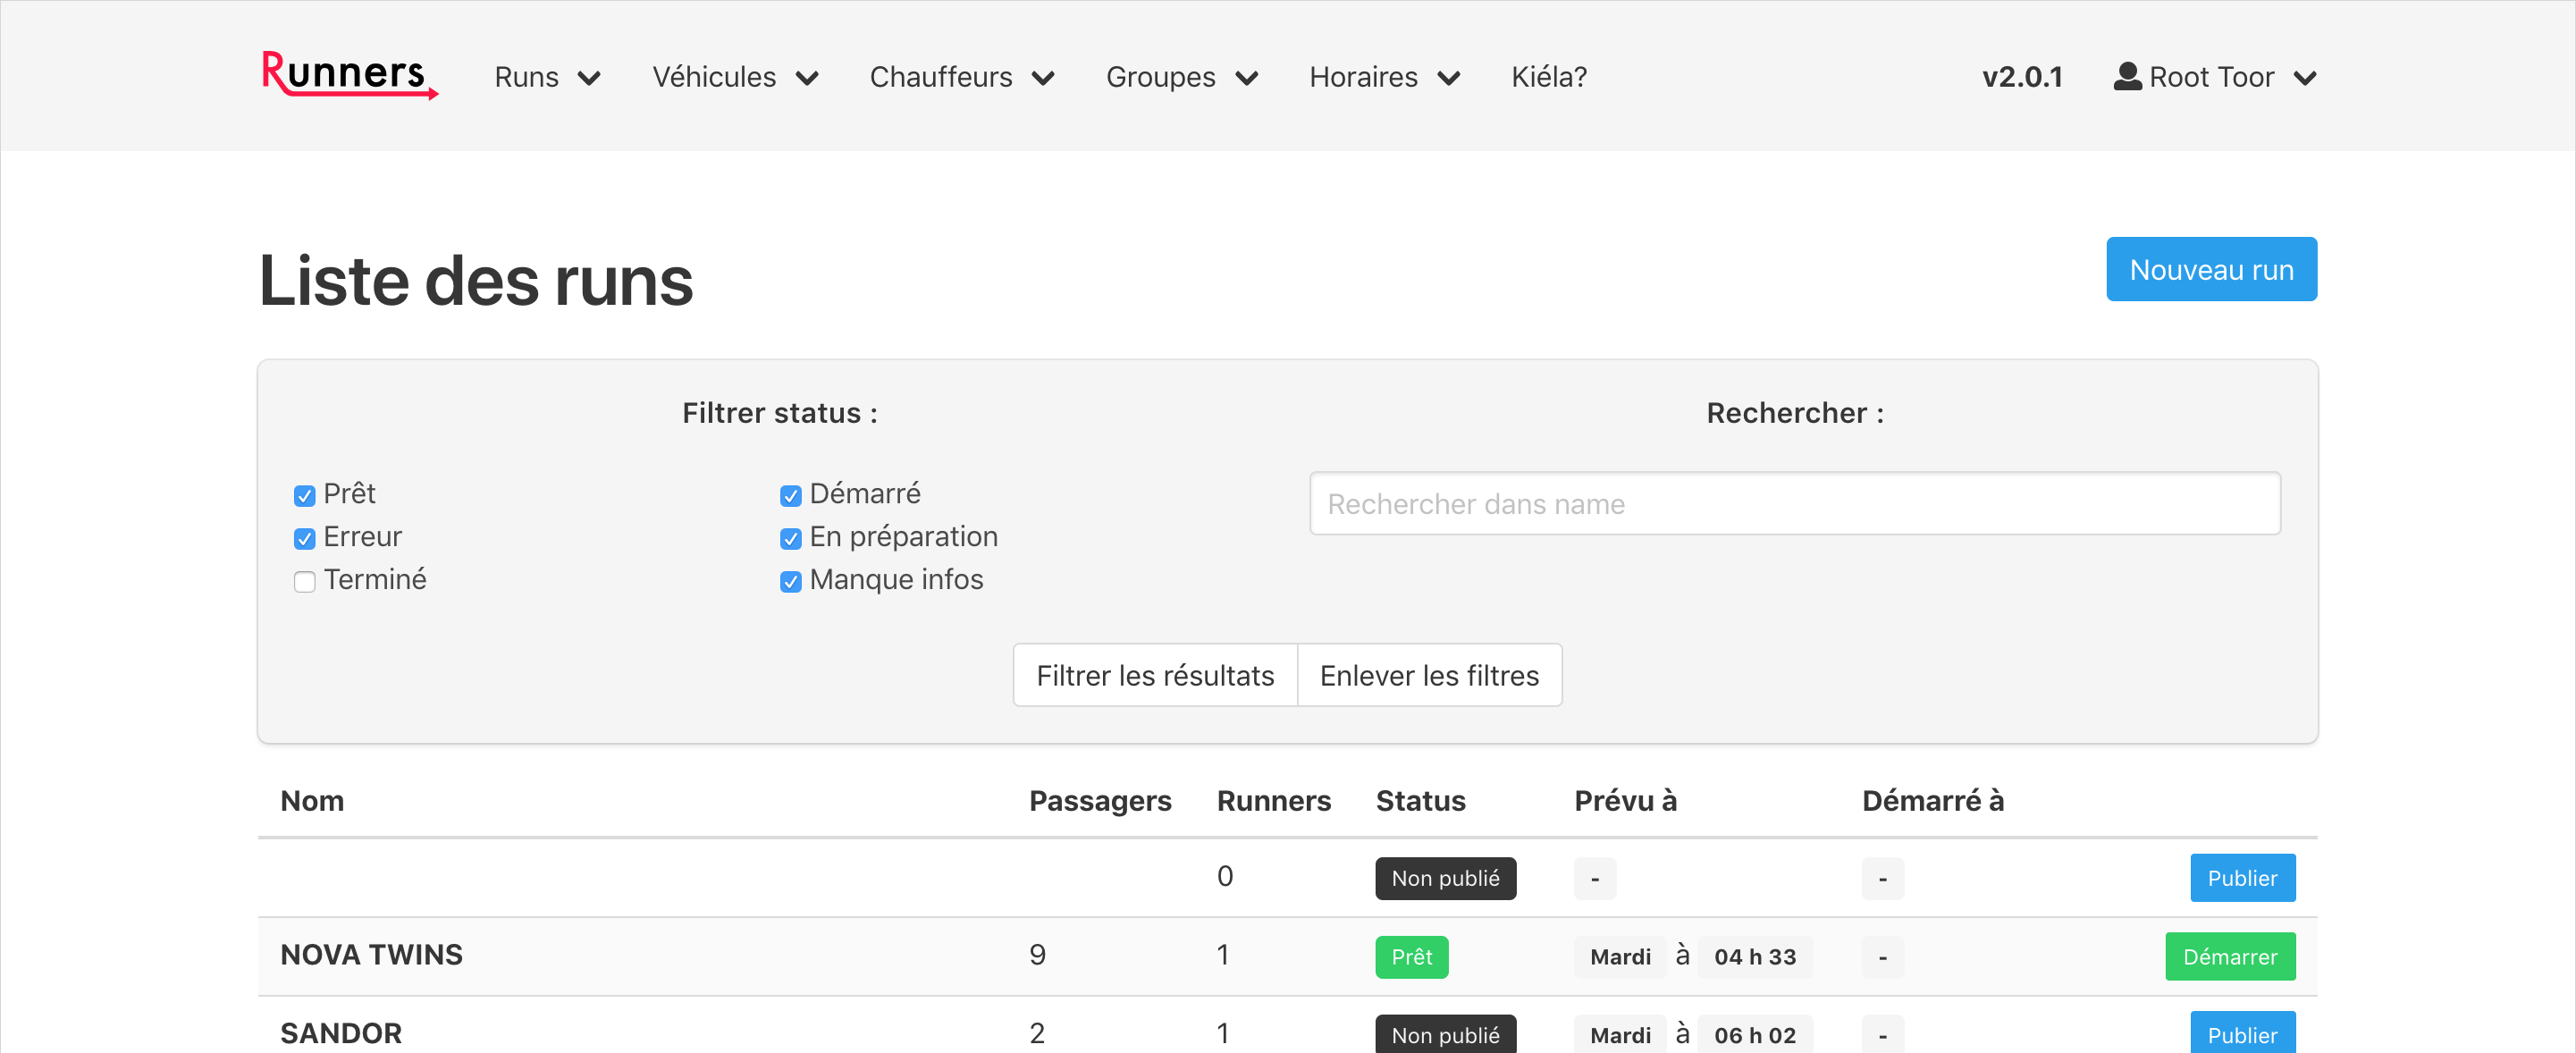 Runners Runs Véhicules Chauffeurs Groupes Horaires Kiéla? v2.0.1 Root Toor
Liste des runs
Nouveau run
Filtrer status :
Rechercher :
Prêt
Démarré
Rechercher dans name
Erreur
En préparation
Terminé
Manque infos
Filtrer les résultats Enlever les filtres
Nom Passagers Runners Status Prévu à Démarré à
0 Non publié - - Publier
NOVA TWINS 9 1 Prêt Mardi à 04 h 33 - Démarrer
SANDOR 2 1 Non publié Mardi à 06 h 02 - Publier